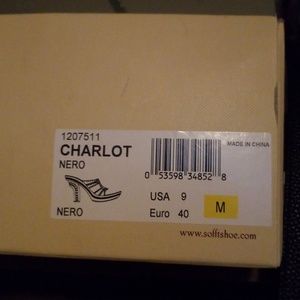 1207511
CHARLOT
NERO
MADE IN CHINA
0 53598 34852 8
USA 9
Euro 40
M
NERO
www.sofftshoe.com